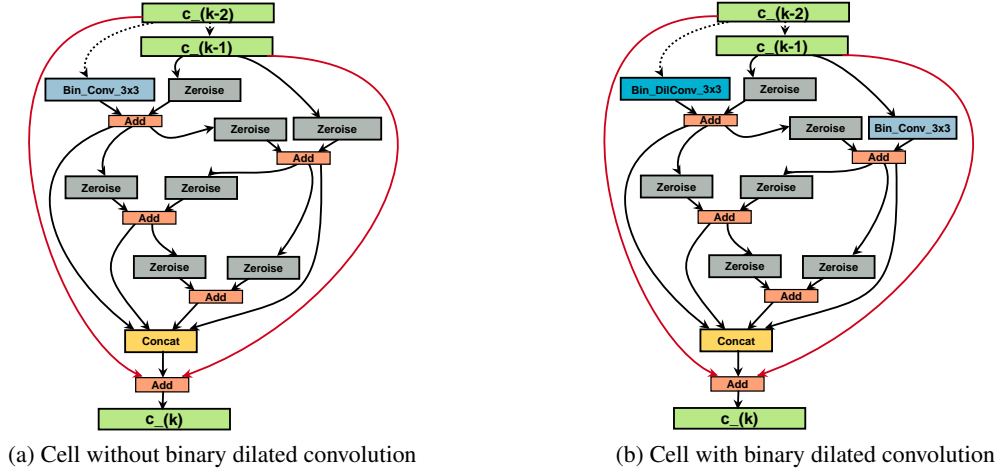 c_(k-2)
c_(k-1)
Bin_Conv_3x3
Zeroise
Add
Zeroise
Zeroise
Add
Zeroise
Zeroise
Add
Zeroise
Zeroise
Add
Concat
Add
c_(k)
(a) Cell without binary dilated convolution
c_(k-2)
c_(k-1)
Bin_DilConv_3x3
Zeroise
Add
Zeroise
Bin_Conv_3x3
Add
Zeroise
Zeroise
Add
Zeroise
Zeroise
Add
Concat
Add
c_(k)
(b) Cell with binary dilated convolution